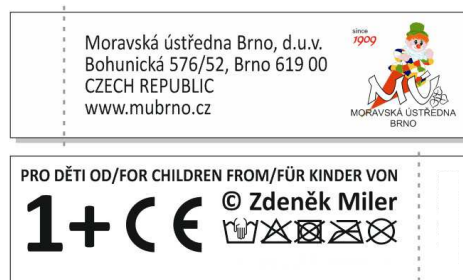 Moravská ústředna Brno, d.u.v.
Bohunická 576/52, Brno 619 00
CZECH REPUBLIC
www.mubrno.cz
since
1909
MU
MORAVSKÁ ÚSTŘEDNA
BRNO
PRO DĚTI OD/FOR CHILDREN FROM/FÜR KINDER VON
1+ CE
© Zdeněk Miler